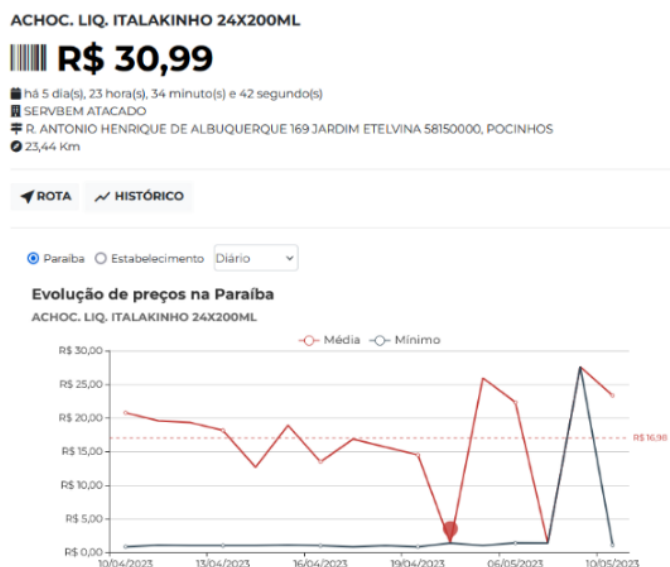 ACHOC. LIQ. ITALAKINHO 24X200ML
R$ 30,99
há 5 dia(s), 23 hora(s), 34 minuto(s) e 42 segundo(s)
SERVBEM ATACADO
R. ANTONIO HENRIQUE DE ALBUQUERQUE 169 JARDIM ETELVINA 58150000, POCINHOS
23,44 Km
ROTA HISTÓRICO
Paraíba Estabelecimento Diário
Evolução de preços na Paraíba
ACHOC. LIQ. ITALAKINHO 24X200ML
Média Mínimo
R$ 30,00
R$ 25,00
R$ 20,00
R$ 16,98
R$ 15,00
R$ 10,00
R$ 5,00
R$ 0,00
10/04/2023 13/04/2023 16/04/2023 19/04/2023 06/05/2023 10/05/2023